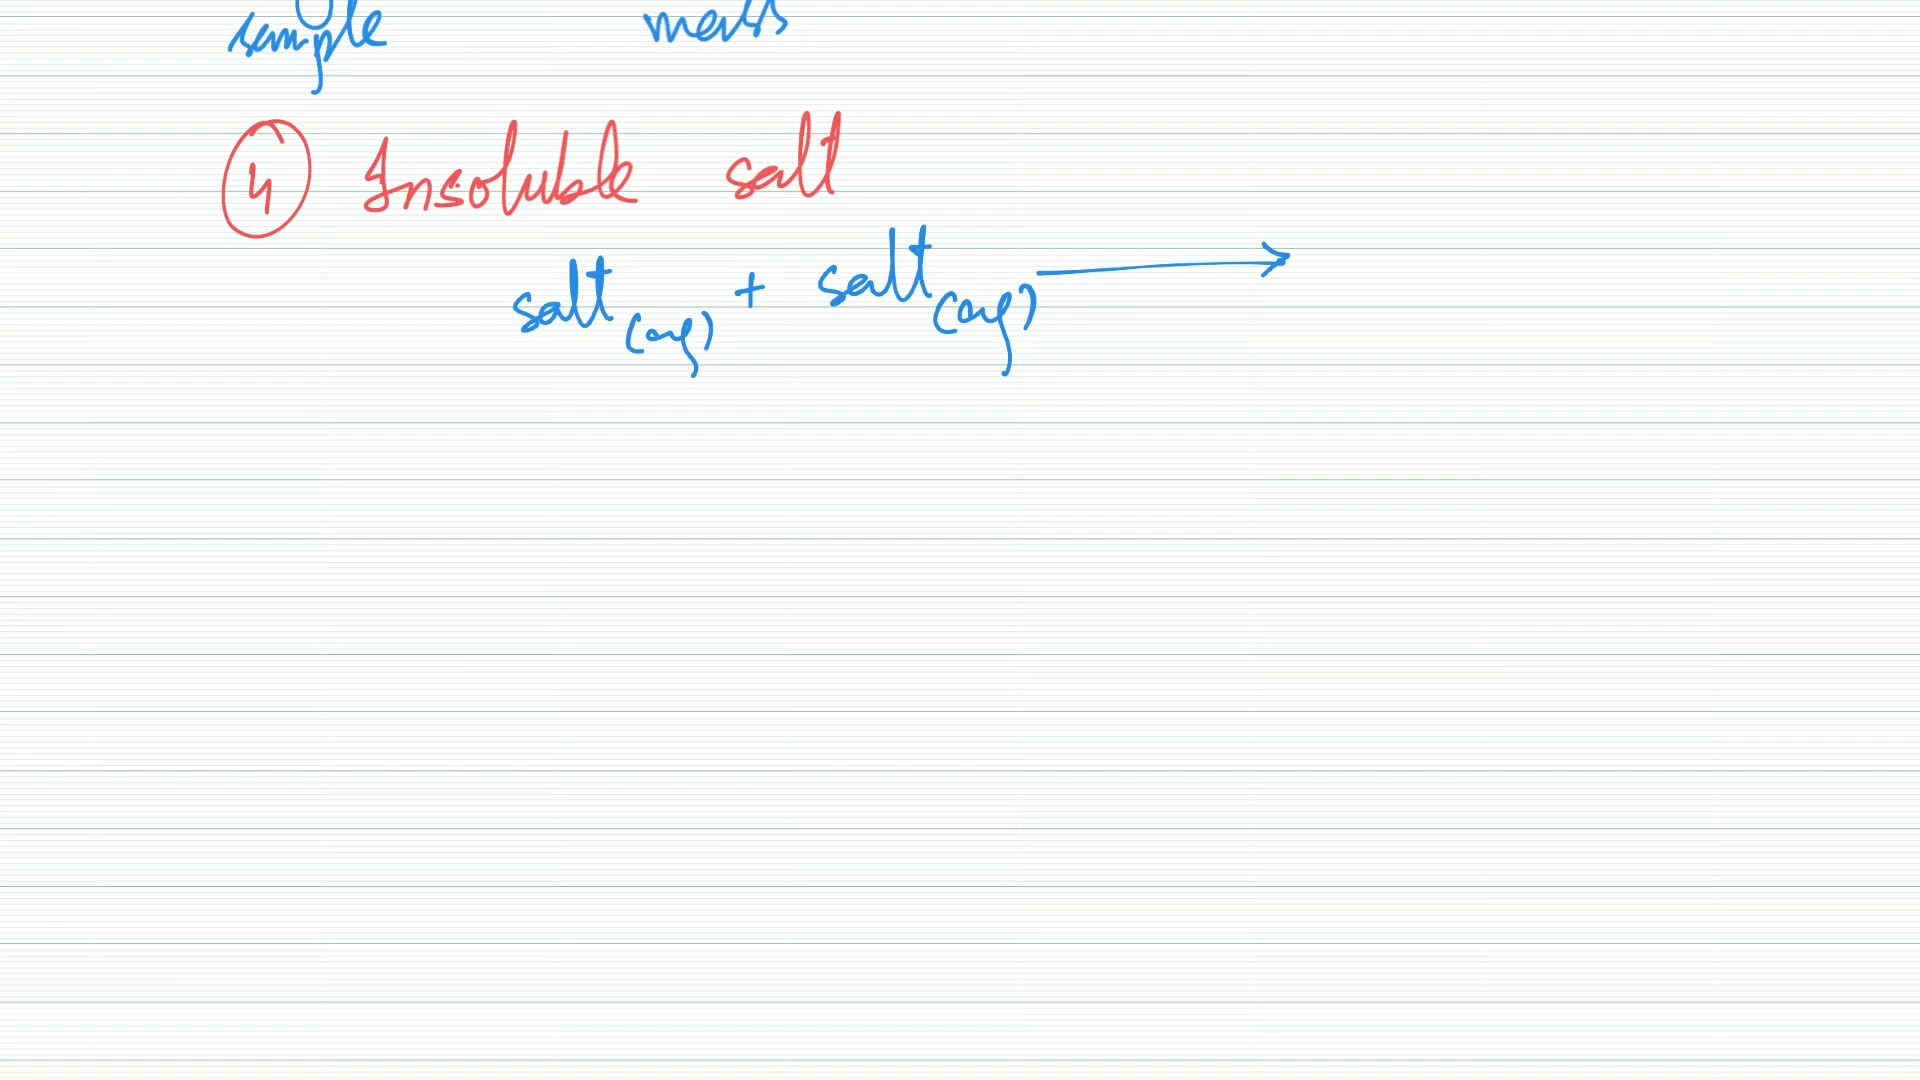 sample
④ Insoluble salt
salt(aq) + salt(aq) →